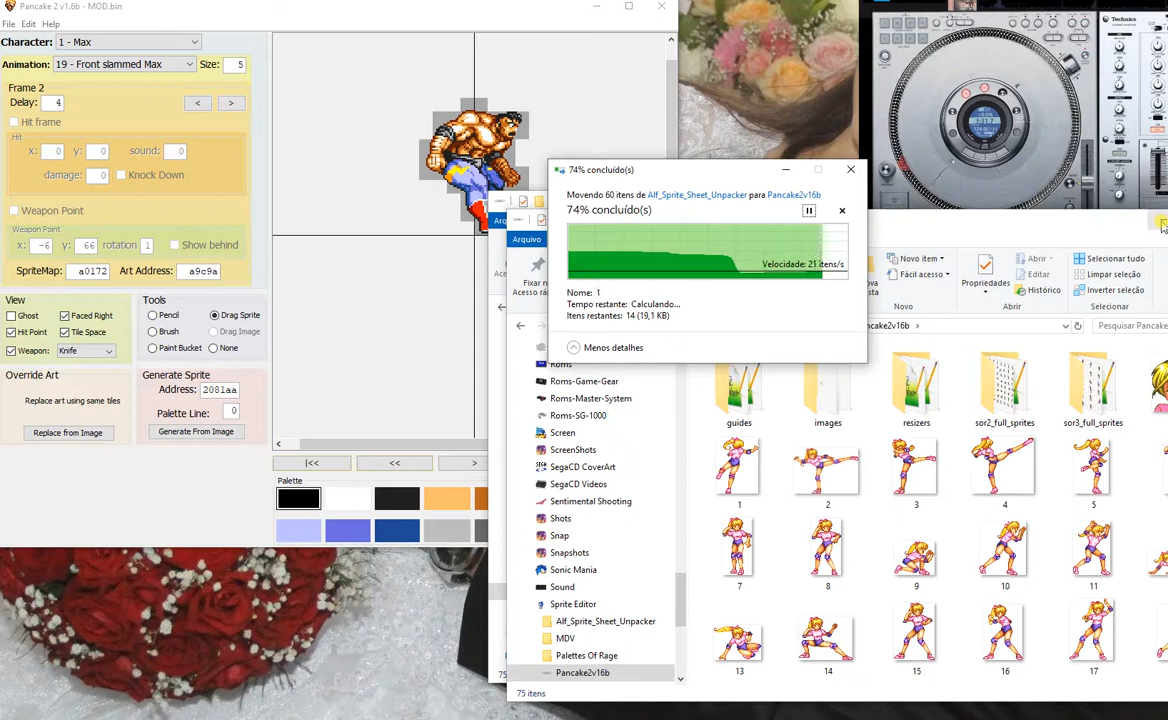 Pancake 2 v1.6b - MOD.bin
File Edit Help
Character: 1 - Max
Animation: 19 - Front slammed Max Size: 5
Frame 2
Delay: 4 < >
Hit frame
Hit
x: 0 y: 0 sound: 0
damage: 0 Knock Down
Weapon Point
Weapon Point
x: -6 y: 66 rotation 1 Show behind
SpriteMap: a0172 Art Address: a9c9a
View
Ghost Faced Right
Hit Point Tile Space
Weapon: Knife
Tools
Pencil Drag Sprite
Brush Drag Image
Paint Bucket None
Override Art
Replace art using same tiles
Replace from Image
Generate Sprite
Address: 2081aa
Palette Line: 0
Generate From Image
|<< << >
Palette
Technics
74% concluído(s)
Movendo 60 itens de Alf_Sprite_Sheet_Unpacker para Pancake2v16b
74% concluído(s)
Velocidade: 21 itens/s
Nome: 1
Tempo restante: Calculando...
Itens restantes: 14 (19,1 KB)
Menos detalhes
Arquivo
Fixar no
Acesso ráp
Novo item
Fácil acesso
Novo
Propriedades
Abrir
Editar
Histórico
Abrir
Selecionar tudo
Limpar seleção
Inverter seleção
Selecionar
ncake2v16b >
Pesquisar Pancake
Roms
Roms-Game-Gear
Roms-Master-System
Roms-SG-1000
Screen
ScreenShots
SegaCD CoverArt
SegaCD Videos
Sentimental Shooting
Shots
Snap
Snapshots
Sonic Mania
Sound
Sprite Editor
Alf_Sprite_Sheet_Unpacker
MDV
Palettes Of Rage
Pancake2v16b
75 itens
guides images resizers sor2_full_sprites sor3_full_sprites
1 2 3 4 5
7 8 9 10 11
13 14 15 16 17